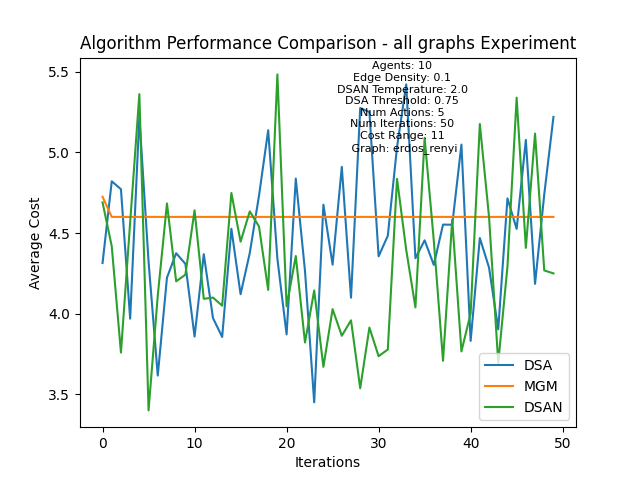 Algorithm Performance Comparison - all graphs Experiment
Agents: 10
Edge Density: 0.1
DSAN Temperature: 2.0
DSA Threshold: 0.75
Num Actions: 5
Num Iterations: 50
Cost Range: 11
Graph: erdos_renyi
Average Cost
5.5
5.0
4.5
4.0
3.5
0 10 20 30 40 50
Iterations
DSA
MGM
DSAN